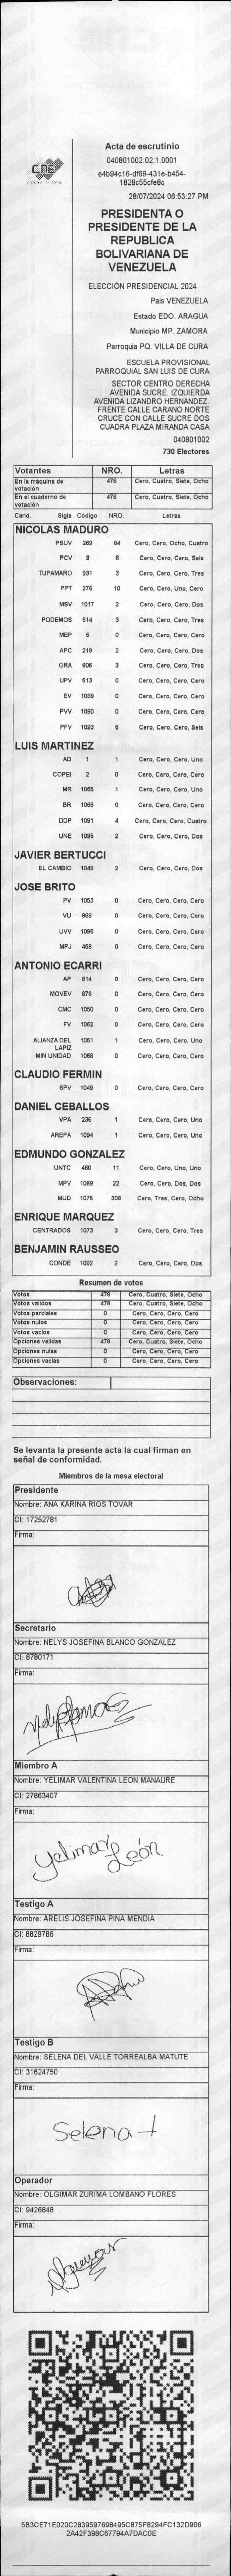 CNE
Acta de escrutinio
040801002.02.1.0001
e4b94c16-df69-431e-b454-
1828c55cfe8c
28/07/2024 06:53:27 PM
PRESIDENTA O
PRESIDENTE DE LA
REPUBLICA
BOLIVARIANA DE
VENEZUELA
ELECCIÓN PRESIDENCIAL 2024
Pais VENEZUELA
Estado EDO. ARAGUA
Municipio MP. ZAMORA
Parroquia PQ. VILLA DE CURA
ESCUELA PROVISIONAL
PARROQUIAL SAN LUIS DE CURA
SECTOR CENTRO DERECHA
AVENIDA SUCRE. IZQUIERDA
AVENIDA LIZANDRO HERNANDEZ.
FRENTE CALLE CARANO NORTE
CRUCE CON CALLE SUCRE DOS
CUADRA PLAZA MIRANDA CASA
040801002
730 Electores
Votantes NRO. Letras
En la máquina de votación 478 Cero, Cuatro, Siete, Ocho
En el cuaderno de votación 478 Cero, Cuatro, Siete, Ocho
Cand. Sigla Código NRO. Letras
NICOLAS MADURO
PSUV 269 84 Cero, Cero, Ocho, Cuatro
PCV 9 6 Cero, Cero, Cero, Seis
TUPAMARO 931 3 Cero, Cero, Cero, Tres
PPT 276 10 Cero, Cero, Uno, Cero
MSV 1017 2 Cero, Cero, Cero, Dos
PODEMOS 514 3 Cero, Cero, Cero, Tres
MEP 6 0 Cero, Cero, Cero, Cero
APC 219 2 Cero, Cero, Cero, Dos
ORA 906 3 Cero, Cero, Cero, Tres
UPV 513 0 Cero, Cero, Cero, Cero
EV 1089 0 Cero, Cero, Cero, Cero
PVV 1090 0 Cero, Cero, Cero, Cero
PFV 1093 6 Cero, Cero, Cero, Seis
LUIS MARTINEZ
AD 1 1 Cero, Cero, Cero, Uno
COPEI 2 0 Cero, Cero, Cero, Cero
MR 1065 1 Cero, Cero, Cero, Uno
BR 1066 0 Cero, Cero, Cero, Cero
DDP 1091 4 Cero, Cero, Cero, Cuatro
UNE 1095 2 Cero, Cero, Cero, Dos
JAVIER BERTUCCI
EL CAMBIO 1048 2 Cero, Cero, Cero, Dos
JOSE BRITO
PV 1053 0 Cero, Cero, Cero, Cero
VU 969 0 Cero, Cero, Cero, Cero
UVV 1096 0 Cero, Cero, Cero, Cero
MPJ 458 0 Cero, Cero, Cero, Cero
ANTONIO ECARRI
AP 914 0 Cero, Cero, Cero, Cero
MOVEV 879 0 Cero, Cero, Cero, Cero
CMC 1050 0 Cero, Cero, Cero, Cero
FV 1062 0 Cero, Cero, Cero, Cero
ALIANZA DEL LAPIZ 1051 1 Cero, Cero, Cero, Uno
MIN UNIDAD 1068 0 Cero, Cero, Cero, Cero
CLAUDIO FERMIN
SPV 1049 0 Cero, Cero, Cero, Cero
DANIEL CEBALLOS
VPA 236 1 Cero, Cero, Cero, Uno
AREPA 1094 1 Cero, Cero, Cero, Uno
EDMUNDO GONZALEZ
UNTC 460 11 Cero, Cero, Uno, Uno
MPV 1069 22 Cero, Cero, Dos, Dos
MUD 1075 308 Cero, Tres, Cero, Ocho
ENRIQUE MARQUEZ
CENTRADOS 1073 3 Cero, Cero, Cero, Tres
BENJAMIN RAUSSEO
CONDE 1092 2 Cero, Cero, Cero, Dos
Resumen de votos
Votos 478 Cero, Cuatro, Siete, Ocho
Votos validos 478 Cero, Cuatro, Siete, Ocho
Votos parciales 0 Cero, Cero, Cero, Cero
Votos nulos 0 Cero, Cero, Cero, Cero
Votos vacios 0 Cero, Cero, Cero, Cero
Opciones validas 478 Cero, Cuatro, Siete, Ocho
Opciones nulas 0 Cero, Cero, Cero, Cero
Opciones vacias 0 Cero, Cero, Cero, Cero
Observaciones:
Se levanta la presente acta la cual firman en
señal de conformidad.
Miembros de la mesa electoral
Presidente
Nombre: ANA KARINA RIOS TOVAR
CI: 17252781
Firma:
Secretario
Nombre: NELYS JOSEFINA BLANCO GONZALEZ
CI: 8780171
Firma:
Miembro A
Nombre: YELIMAR VALENTINA LEON MANAURE
CI: 27863407
Firma:
Yelimar León
Testigo A
Nombre: ARELIS JOSEFINA PIÑA MENDIA
CI: 8829786
Firma:
Testigo B
Nombre: SELENA DEL VALLE TORREALBA MATUTE
CI: 31624750
Firma:
Selena t
Operador
Nombre: OLGIMAR ZURIMA LOMBANO FLORES
CI: 9426848
Firma:
5B3CE71E020C2839597698495C875F8294FC132D906
2A42F398C67794A7DAC0E